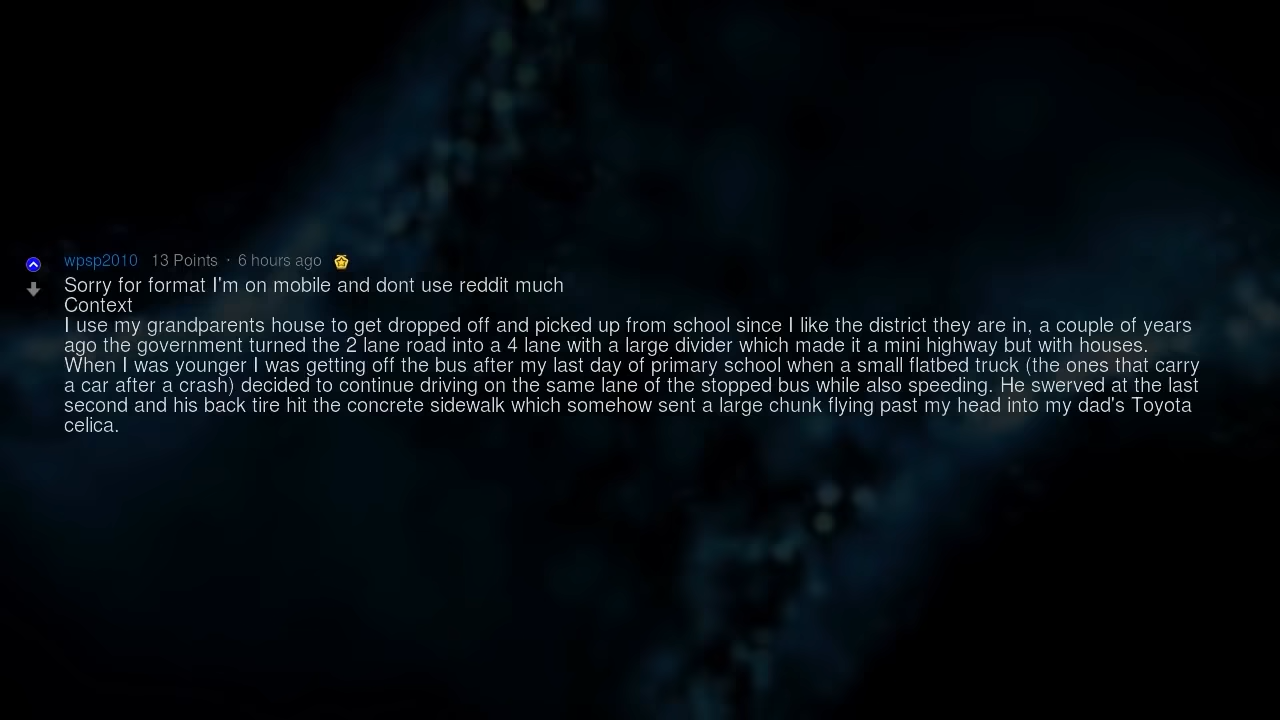 wpsp2010 13 Points · 6 hours ago
Sorry for format I'm on mobile and dont use reddit much
Context
I use my grandparents house to get dropped off and picked up from school since I like the district they are in, a couple of years
ago the government turned the 2 lane road into a 4 lane with a large divider which made it a mini highway but with houses.
When I was younger I was getting off the bus after my last day of primary school when a small flatbed truck (the ones that carry
a car after a crash) decided to continue driving on the same lane of the stopped bus while also speeding. He swerved at the last
second and his back tire hit the concrete sidewalk which somehow sent a large chunk flying past my head into my dad's Toyota
celica.